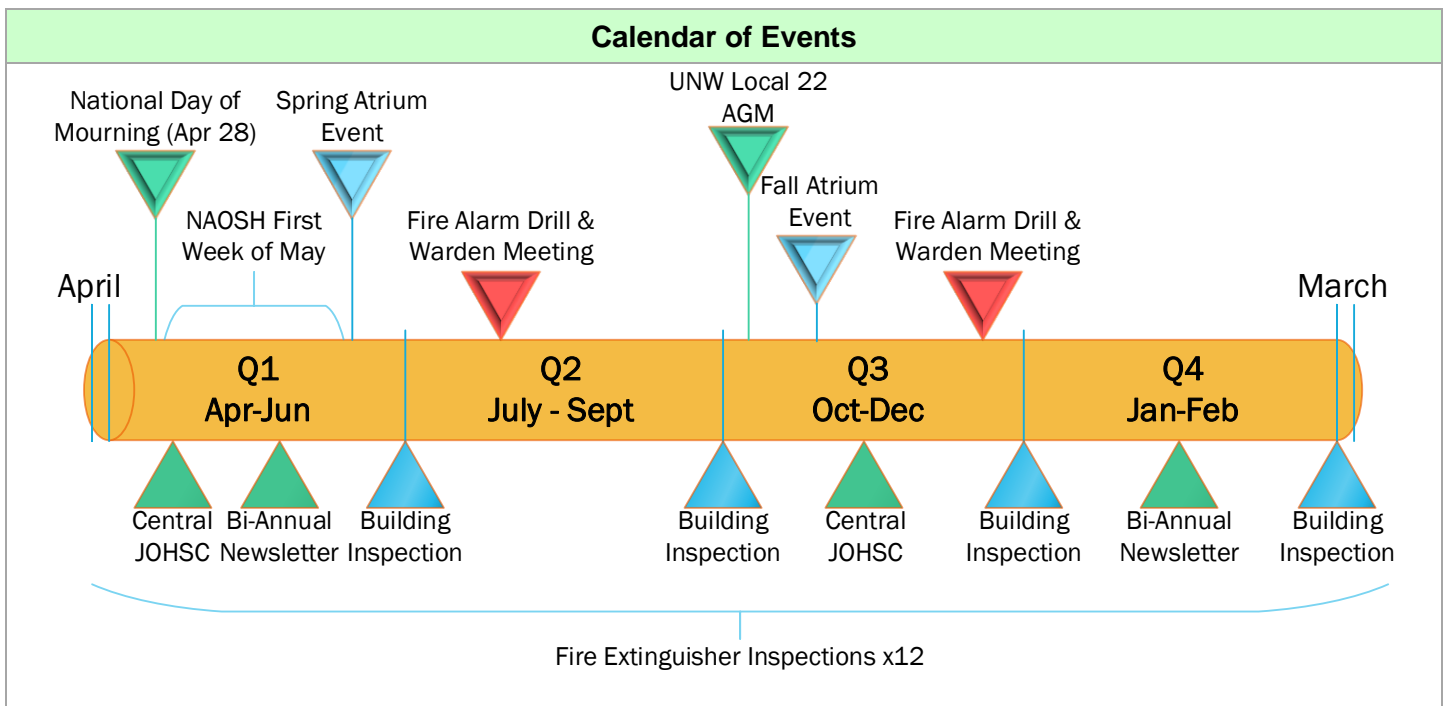 Calendar of Events
UNW Local 22
AGM
National Day of
Mourning (Apr 28)
Spring Atrium
Event
Fall Atrium
Event
NAOSH First
Week of May
Fire Alarm Drill &
Warden Meeting
Fire Alarm Drill &
Warden Meeting
April
March
Q1
Apr-Jun
Q2
July - Sept
Q3
Oct-Dec
Q4
Jan-Feb
Central
JOHSC
Bi-Annual
Newsletter
Building
Inspection
Building
Inspection
Central
JOHSC
Building
Inspection
Bi-Annual
Newsletter
Building
Inspection
Fire Extinguisher Inspections x12